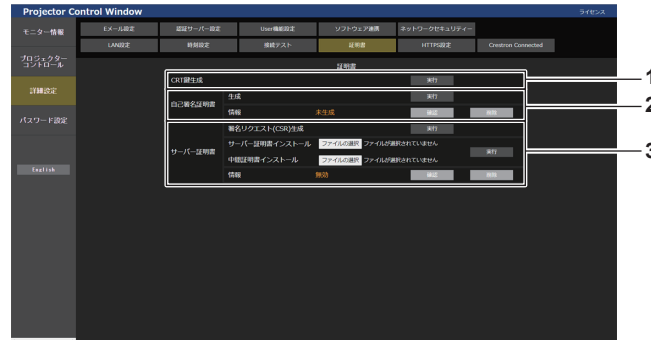 Projector Control Window
ライセンス
モニター情報
プロジェクター
コントロール
詳細設定
パスワード設定
English
Eメール設定
認証サーバー設定
User機能設定
ソフトウェア連携
ネットワークセキュリティー
LAN設定
時刻設定
接続テスト
証明書
HTTPS設定
Crestron Connected
証明書
CRT鍵生成
実行
1
自己署名証明書
生成
実行
情報
未生成
確認
削除
2
サーバー証明書
署名リクエスト(CSR)生成
実行
サーバー証明書インストール
ファイルの選択 ファイルが選択されていません
中間証明書インストール
ファイルの選択 ファイルが選択されていません
実行
情報
無効
確認
削除
3